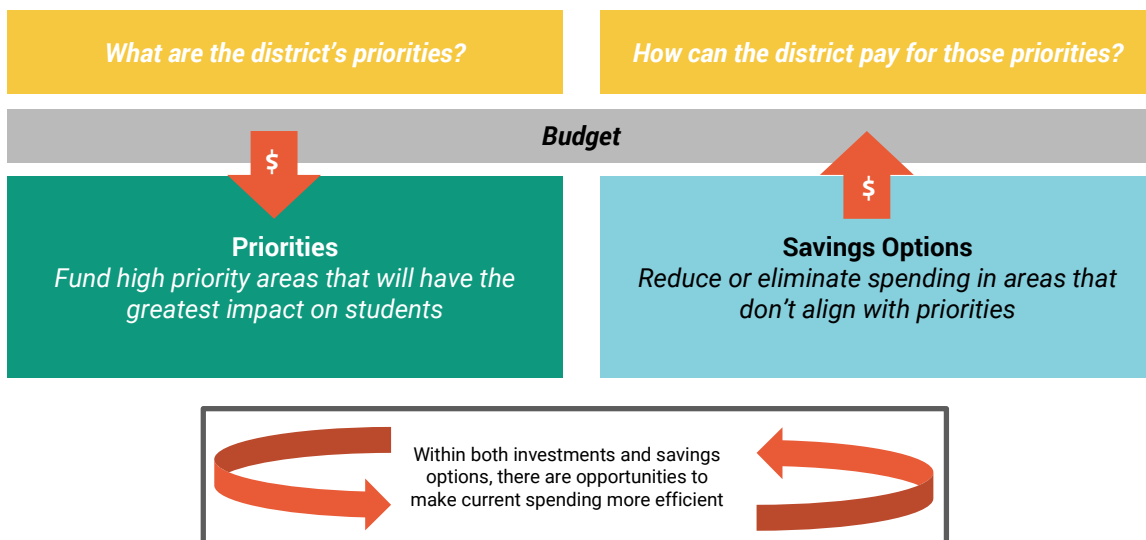 What are the district’s priorities?
How can the district pay for those priorities?
Budget
$
$
Priorities
Fund high priority areas that will have the
greatest impact on students
Savings Options
Reduce or eliminate spending in areas that
don’t align with priorities
Within both investments and savings
options, there are opportunities to
make current spending more efficient